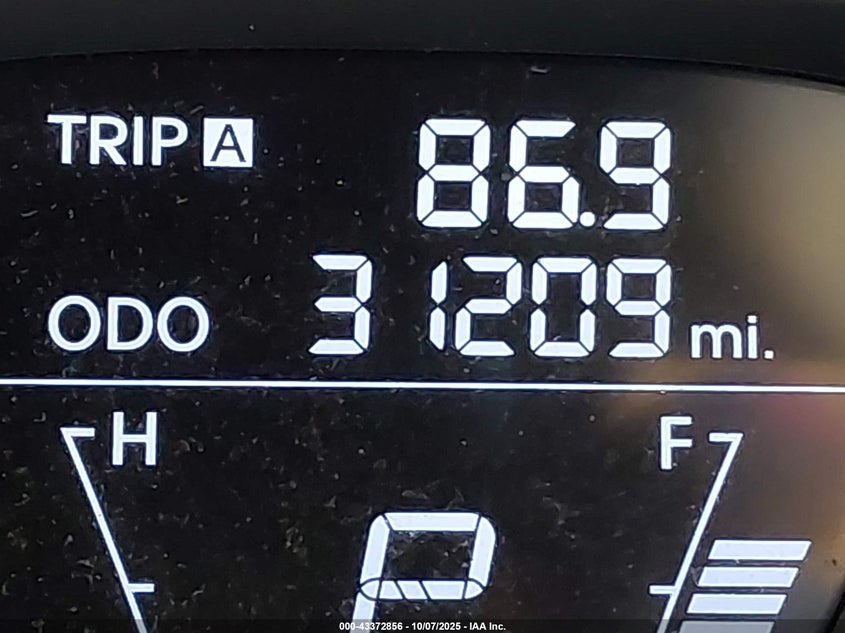 TRIP A 86.9
ODO 31209 mi.
H F
P
000-43372856 - 10/07/2025 - IAA Inc.